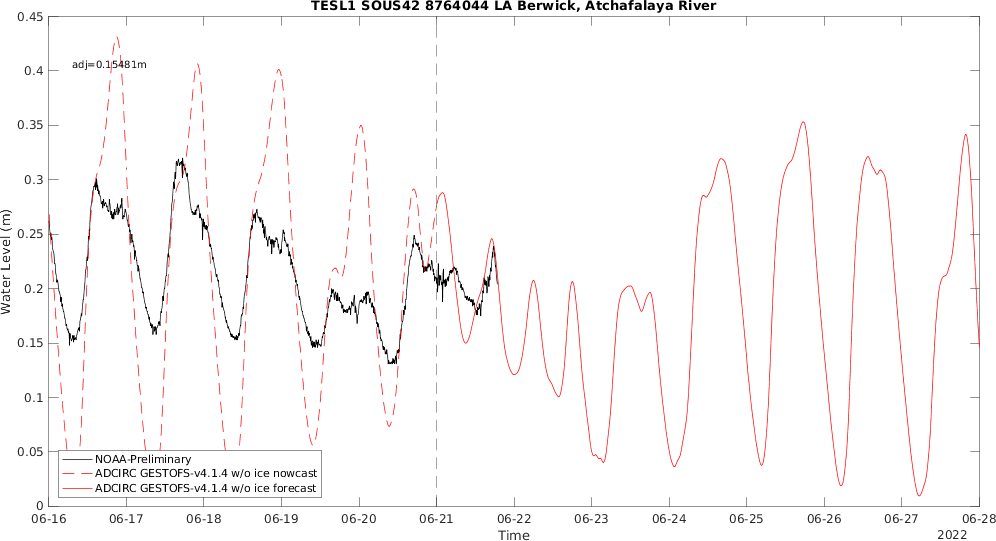 TESL1 SOUS42 8764044 LA Berwick, Atchafalaya River
0.45
0.4
0.35
0.3
0.25
0.2
0.15
0.1
0.05
0
Water Level (m)
adj=0.15481m
NOAA-Preliminary
ADCIRC GESTOFS-v4.1.4 w/o ice nowcast
ADCIRC GESTOFS-v4.1.4 w/o ice forecast
06-16 06-17 06-18 06-19 06-20 06-21 06-22 06-23 06-24 06-25 06-26 06-27 06-28
Time
2022